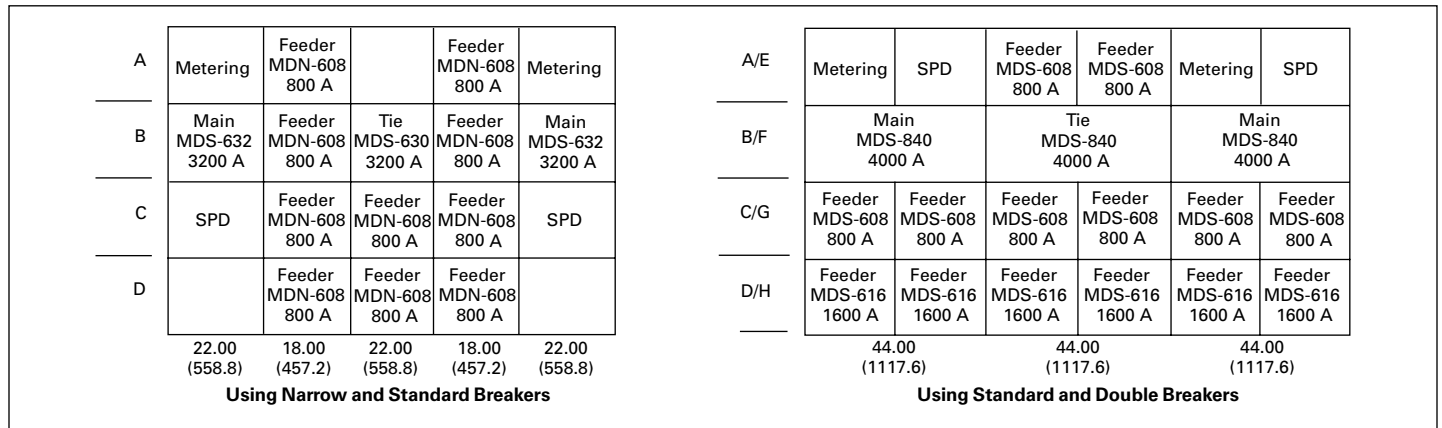 A
Metering
Feeder
MDN-608
800 A
Feeder
MDN-608
800 A
Metering
B
Main
MDS-632
3200 A
Feeder
MDN-608
800 A
Tie
MDS-630
3200 A
Feeder
MDN-608
800 A
Main
MDS-632
3200 A
C
SPD
Feeder
MDN-608
800 A
Feeder
MDN-608
800 A
Feeder
MDN-608
800 A
SPD
D
Feeder
MDN-608
800 A
Feeder
MDN-608
800 A
Feeder
MDN-608
800 A
22.00
(558.8)
18.00
(457.2)
22.00
(558.8)
18.00
(457.2)
22.00
(558.8)
Using Narrow and Standard Breakers
A/E
Metering
SPD
Feeder
MDS-608
800 A
Feeder
MDS-608
800 A
Metering
SPD
B/F
Main
MDS-840
4000 A
Tie
MDS-840
4000 A
Main
MDS-840
4000 A
C/G
Feeder
MDS-608
800 A
Feeder
MDS-608
800 A
Feeder
MDS-608
800 A
Feeder
MDS-608
800 A
Feeder
MDS-608
800 A
Feeder
MDS-608
800 A
D/H
Feeder
MDS-616
1600 A
Feeder
MDS-616
1600 A
Feeder
MDS-616
1600 A
Feeder
MDS-616
1600 A
Feeder
MDS-616
1600 A
Feeder
MDS-616
1600 A
44.00
(1117.6)
44.00
(1117.6)
44.00
(1117.6)
Using Standard and Double Breakers